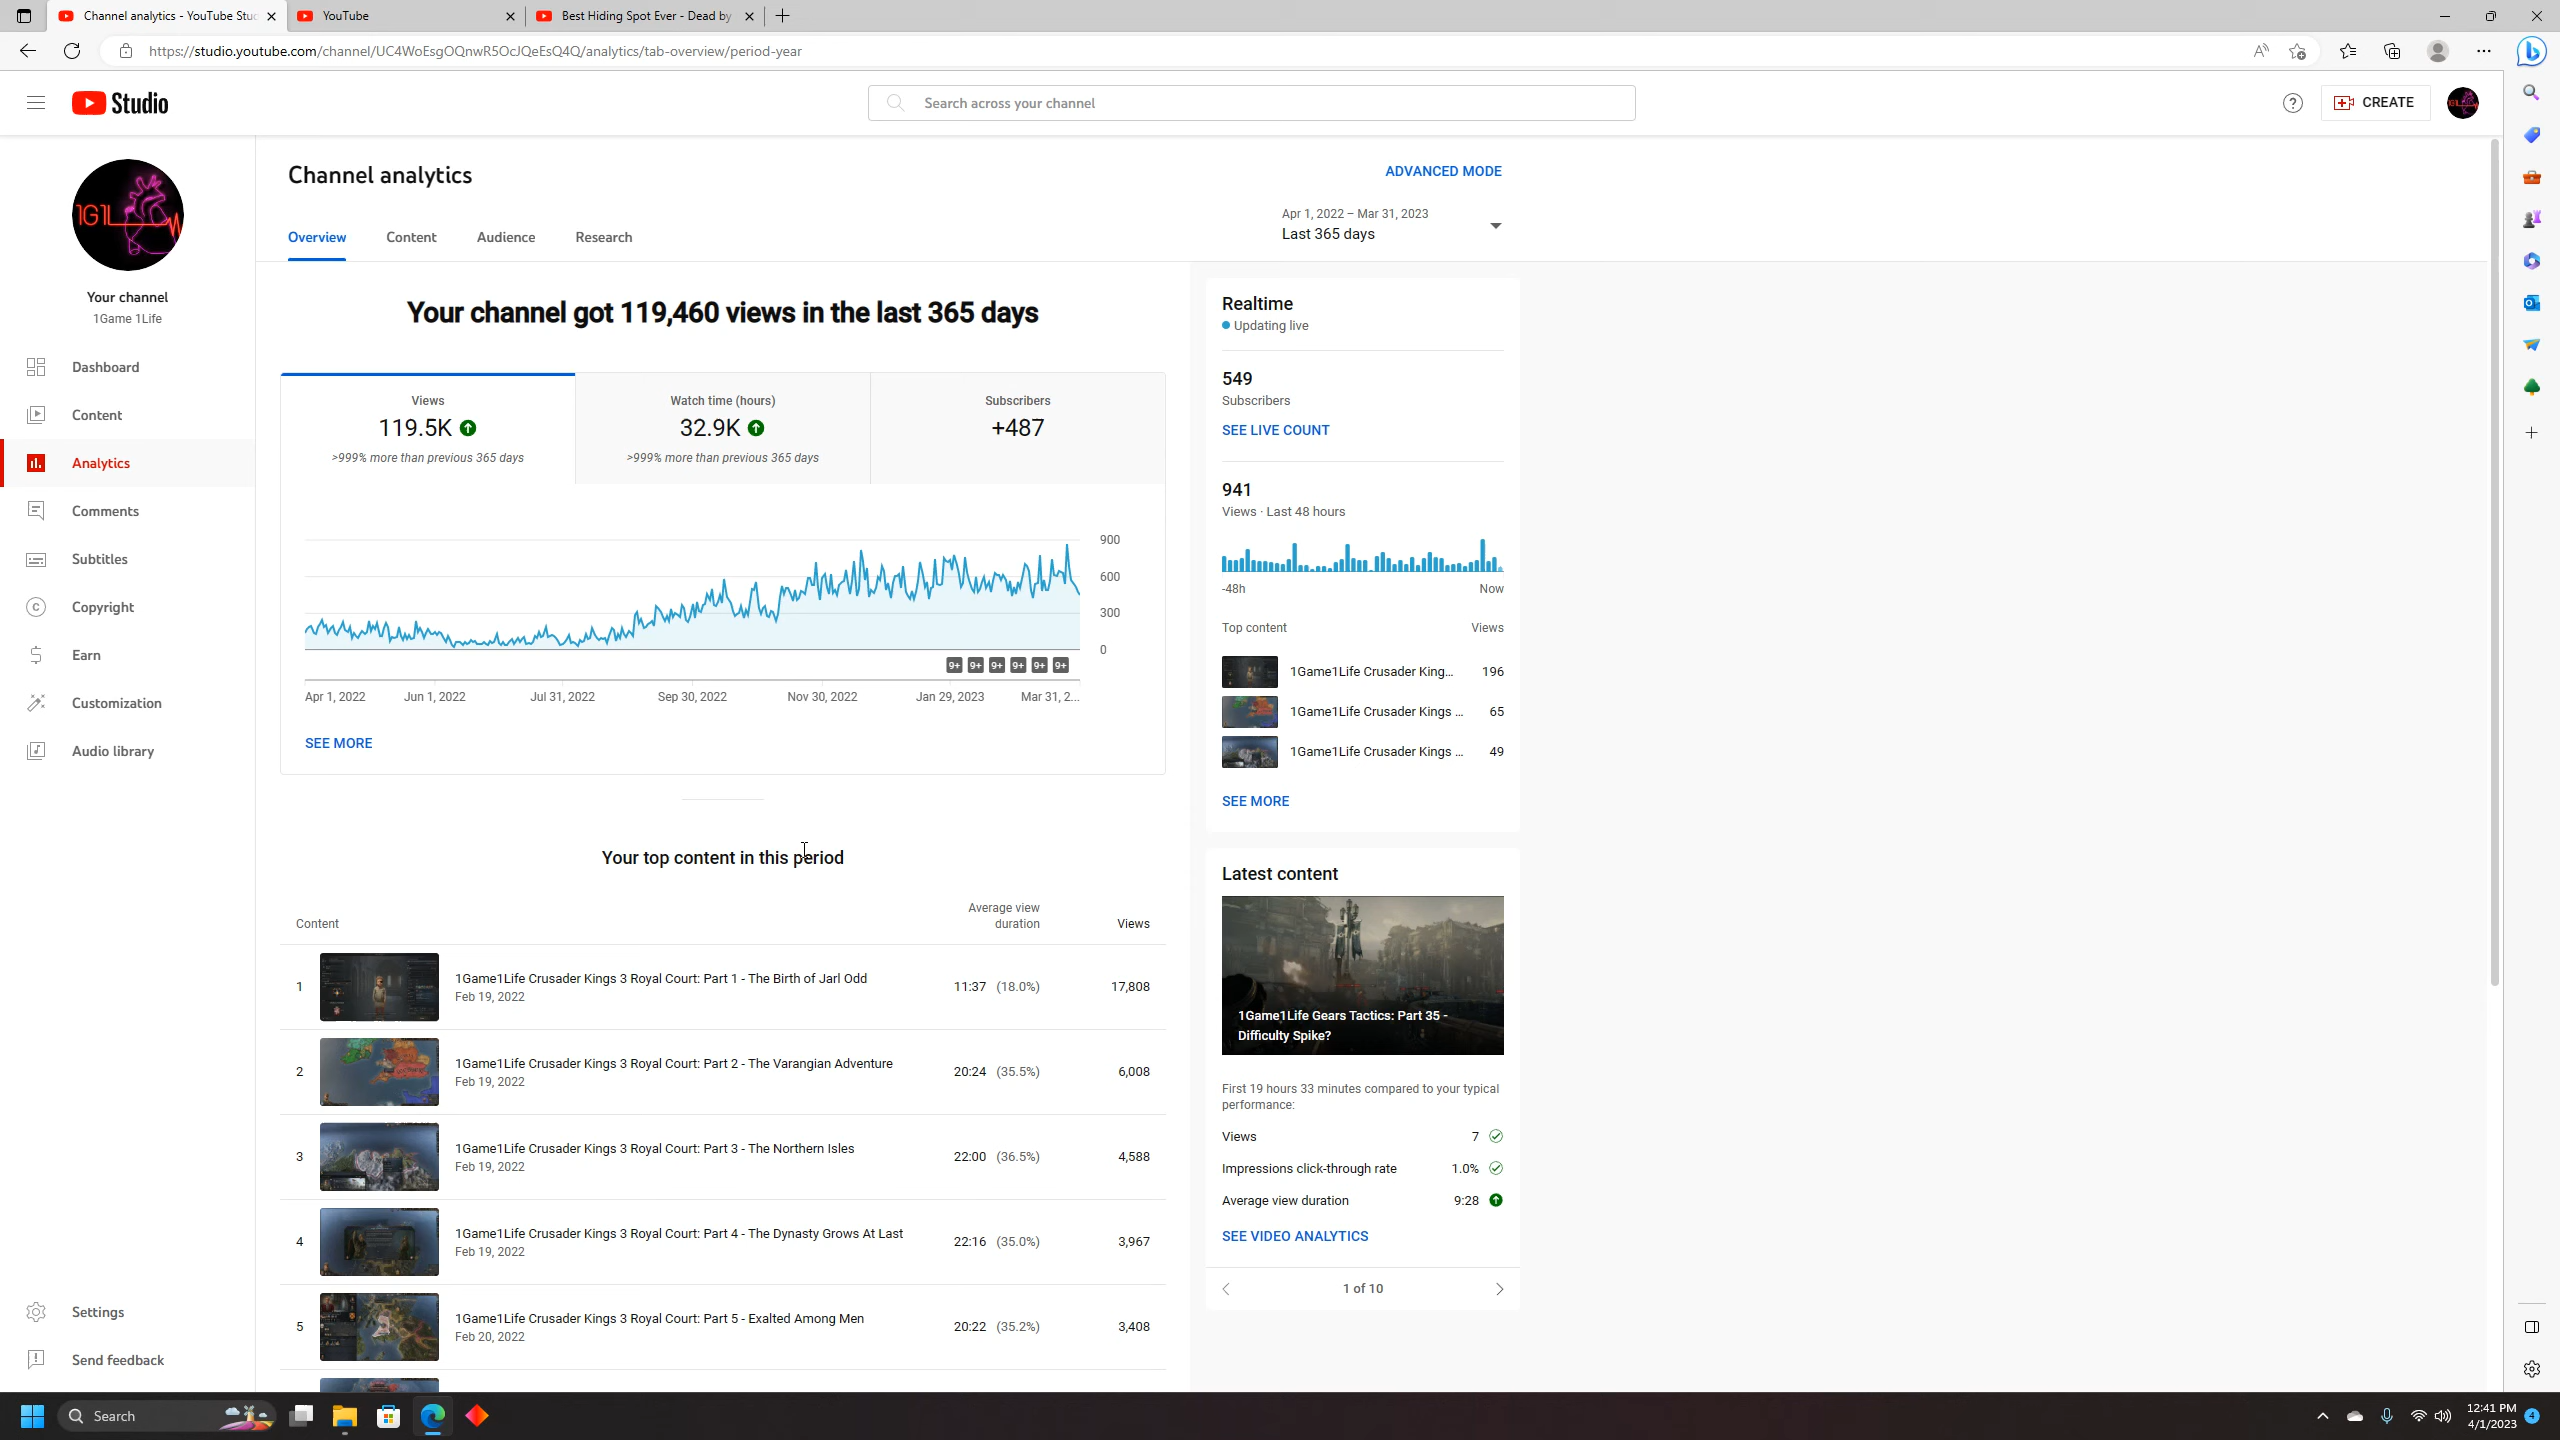 Channel analytics - YouTube Stu
YouTube
Best Hiding Spot Ever - Dead by
https://studio.youtube.com/channel/UC4WoEsgOQnwR5OcJQeEsQ4Q/analytics/tab-overview/period-year
Studio
Search across your channel
CREATE
1G1L
Your channel
1Game 1Life
Dashboard
Content
Analytics
Comments
Subtitles
Copyright
Earn
Customization
Audio library
Settings
Send feedback
Channel analytics
ADVANCED MODE
Apr 1, 2022 – Mar 31, 2023
Last 365 days
Overview Content Audience Research
Your channel got 119,460 views in the last 365 days
Views
119.5K
>999% more than previous 365 days
Watch time (hours)
32.9K
>999% more than previous 365 days
Subscribers
+487
900
600
300
0
9+ 9+ 9+ 9+ 9+ 9+
Apr 1, 2022 Jun 1, 2022 Jul 31, 2022 Sep 30, 2022 Nov 30, 2022 Jan 29, 2023 Mar 31, 2...
SEE MORE
Your top content in this period
Content Average view duration Views
1 1Game1Life Crusader Kings 3 Royal Court: Part 1 - The Birth of Jarl Odd 11:37 (18.0%) 17,808
Feb 19, 2022
2 1Game1Life Crusader Kings 3 Royal Court: Part 2 - The Varangian Adventure 20:24 (35.5%) 6,008
Feb 19, 2022
3 1Game1Life Crusader Kings 3 Royal Court: Part 3 - The Northern Isles 22:00 (36.5%) 4,588
Feb 19, 2022
4 1Game1Life Crusader Kings 3 Royal Court: Part 4 - The Dynasty Grows At Last 22:16 (35.0%) 3,967
Feb 19, 2022
5 1Game1Life Crusader Kings 3 Royal Court: Part 5 - Exalted Among Men 20:22 (35.2%) 3,408
Feb 20, 2022
Realtime
Updating live
549
Subscribers
SEE LIVE COUNT
941
Views · Last 48 hours
-48h Now
Top content Views
1Game1Life Crusader King... 196
1Game1Life Crusader Kings ... 65
1Game1Life Crusader Kings ... 49
SEE MORE
Latest content
1Game1Life Gears Tactics: Part 35 -
Difficulty Spike?
First 19 hours 33 minutes compared to your typical
performance:
Views 7
Impressions click-through rate 1.0%
Average view duration 9:28
SEE VIDEO ANALYTICS
1 of 10
Search
12:41 PM
4/1/2023
4